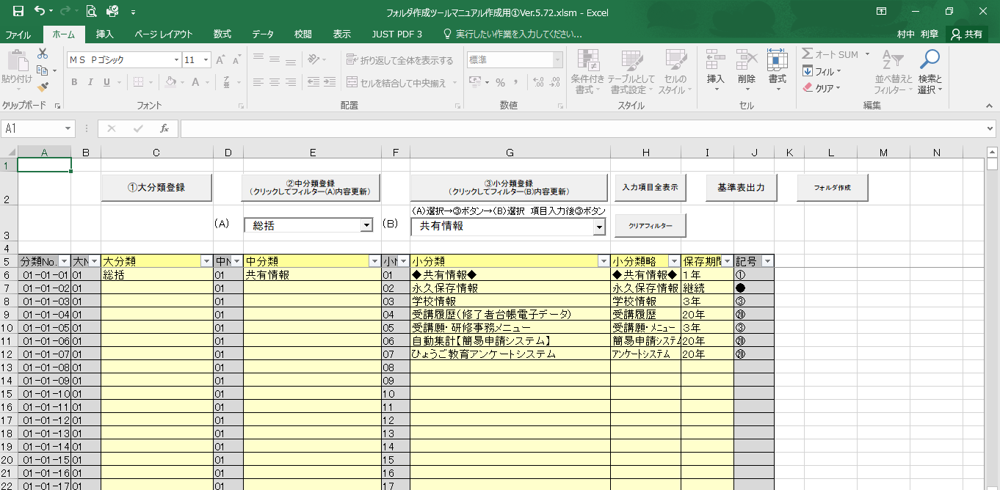 フォルダ作成ツールマニュアル作成用①Ver.5.72.xlsm - Excel
ファイル ホーム 挿入 ページ レイアウト 数式 データ 校閲 表示 JUST PDF 3 実行したい作業を入力してください... 村中 利章 共有
貼り付け
クリップボード
ＭＳ Ｐゴシック 11
B I U A
フォント
折り返して全体を表示する
セルを結合して中央揃え
配置
標準
%
数値
条件付き書式 テーブルとして書式設定 セルのスタイル
スタイル
挿入 削除 書式
セル
オート SUM
フィル
クリア
並べ替えとフィルター 検索と選択
編集
A1 fx
A B C D E F G H I J K L M N
1
2 ①大分類登録 ②中分類登録 ③小分類登録 入力項目全表示 基準表出力 フォルダ作成
(クリックしてフィルター(A)内容更新) (クリックしてフィルター(B)内容更新)
(A)選択→③ボタン→(B)選択 項目入力後③ボタン
3 (A) 総括 (B) 共有情報 クリアフィルター
4
5 分類No. 大N 大分類 中N 中分類 小N 小分類 小分類略 保存期間 記号
6 01-01-01 01 総括 01 共有情報 01 ◆共有情報◆ ◆共有情報◆ 1年 ①
7 01-01-02 01 01 02 永久保存情報 永久保存情報 継続 ●
8 01-01-03 01 01 03 学校情報 学校情報 3年 ③
9 01-01-04 01 01 04 受講履歴(修了者台帳電子データ) 受講履歴 20年 ⑳
10 01-01-05 01 01 05 受講願・研修事務メニュー 受講願・ﾒﾆｭｰ 3年 ③
11 01-01-06 01 01 06 自動集計【簡易申請システム】 簡易申請ｼｽﾃﾑ 20年 ⑳
12 01-01-07 01 01 07 ひょうご教育アンケートシステム ｱﾝｹｰﾄｼｽﾃﾑ 20年 ⑳
13 01-01-08 01 01 08
14 01-01-09 01 01 09
15 01-01-10 01 01 10
16 01-01-11 01 01 11
17 01-01-12 01 01 12
18 01-01-13 01 01 13
19 01-01-14 01 01 14
20 01-01-15 01 01 15
21 01-01-16 01 01 16
22 01-01-17 01 01 17